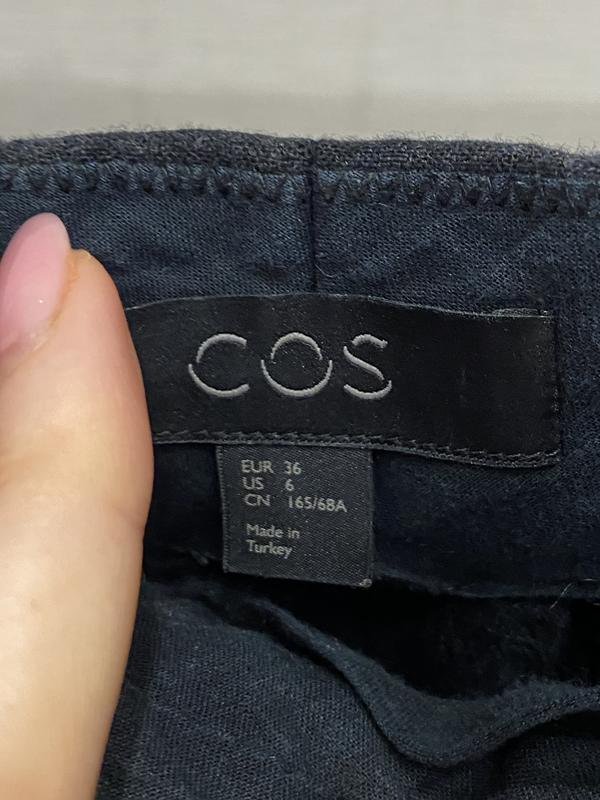 COS
EUR 36
US 6
CN 165/68A
Made in
Turkey